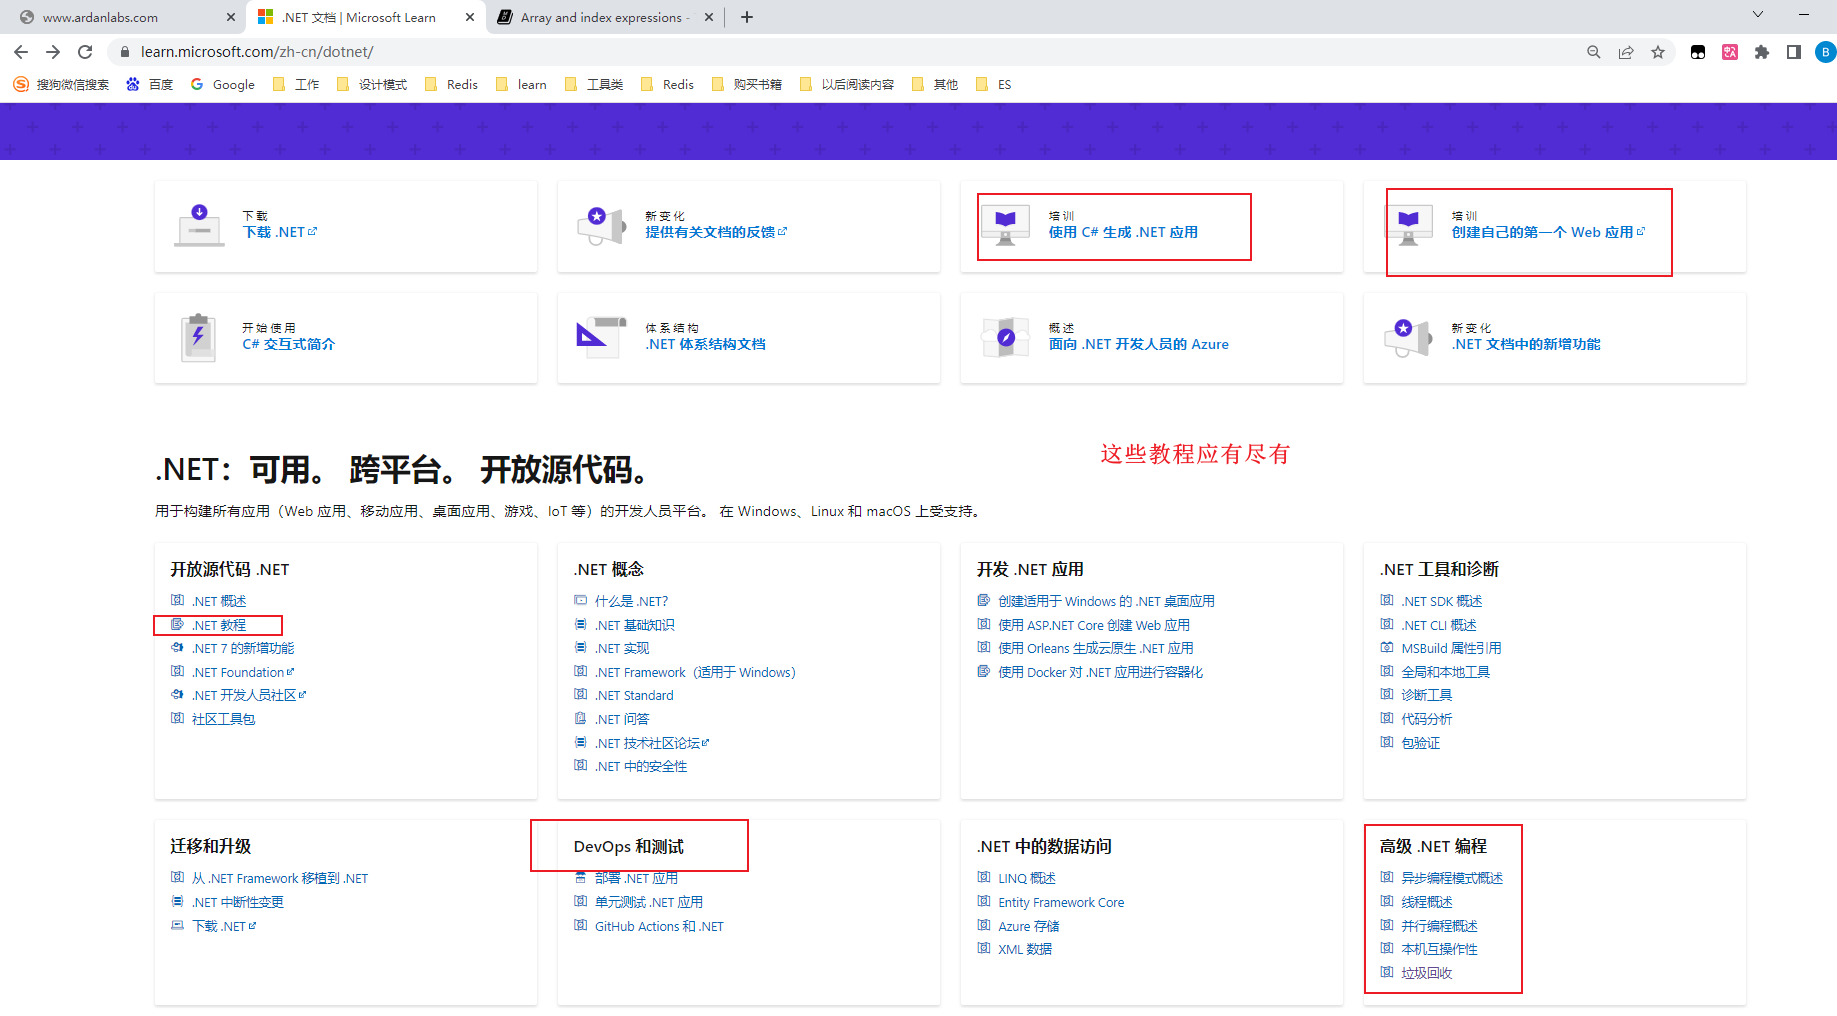 www.ardanlabs.com
.NET 文档 | Microsoft Learn
Array and index expressions -
learn.microsoft.com/zh-cn/dotnet/
B
搜狗微信搜索 百度 Google 工作 设计模式 Redis learn 工具类 Redis 购买书籍 以后阅读内容 其他 ES
下载
下载 .NET
新变化
提供有关文档的反馈
培训
使用 C# 生成 .NET 应用
培训
创建自己的第一个 Web 应用
开始使用
C# 交互式简介
体系结构
.NET 体系结构文档
概述
面向 .NET 开发人员的 Azure
新变化
.NET 文档中的新增功能
这些教程应有尽有
.NET：可用。 跨平台。 开放源代码。
用于构建所有应用（Web 应用、移动应用、桌面应用、游戏、IoT 等）的开发人员平台。 在 Windows、Linux 和 macOS 上受支持。
开放源代码 .NET
.NET 概述
.NET 教程
.NET 7 的新增功能
.NET Foundation
.NET 开发人员社区
社区工具包
.NET 概念
什么是 .NET？
.NET 基础知识
.NET 实现
.NET Framework（适用于 Windows）
.NET Standard
.NET 问答
.NET 技术社区论坛
.NET 中的安全性
开发 .NET 应用
创建适用于 Windows 的 .NET 桌面应用
使用 ASP.NET Core 创建 Web 应用
使用 Orleans 生成云原生 .NET 应用
使用 Docker 对 .NET 应用进行容器化
.NET 工具和诊断
.NET SDK 概述
.NET CLI 概述
MSBuild 属性引用
全局和本地工具
诊断工具
代码分析
包验证
迁移和升级
从 .NET Framework 移植到 .NET
.NET 中断性变更
下载 .NET
DevOps 和测试
部署 .NET 应用
单元测试 .NET 应用
GitHub Actions 和 .NET
.NET 中的数据访问
LINQ 概述
Entity Framework Core
Azure 存储
XML 数据
高级 .NET 编程
异步编程模式概述
线程概述
并行编程概述
本机互操作性
垃圾回收